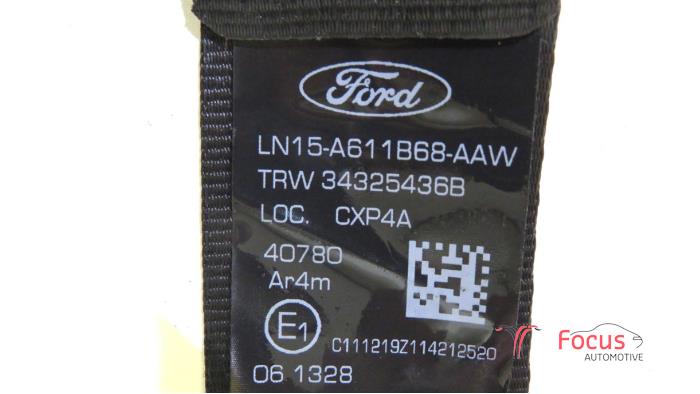 Ford
LN15-A611B68-AAW
TRW 34325436B
LOC. CXP4A
40780
Ar4m
E1
C111219Z114212520
06 1328
Focus
AUTOMOTIVE